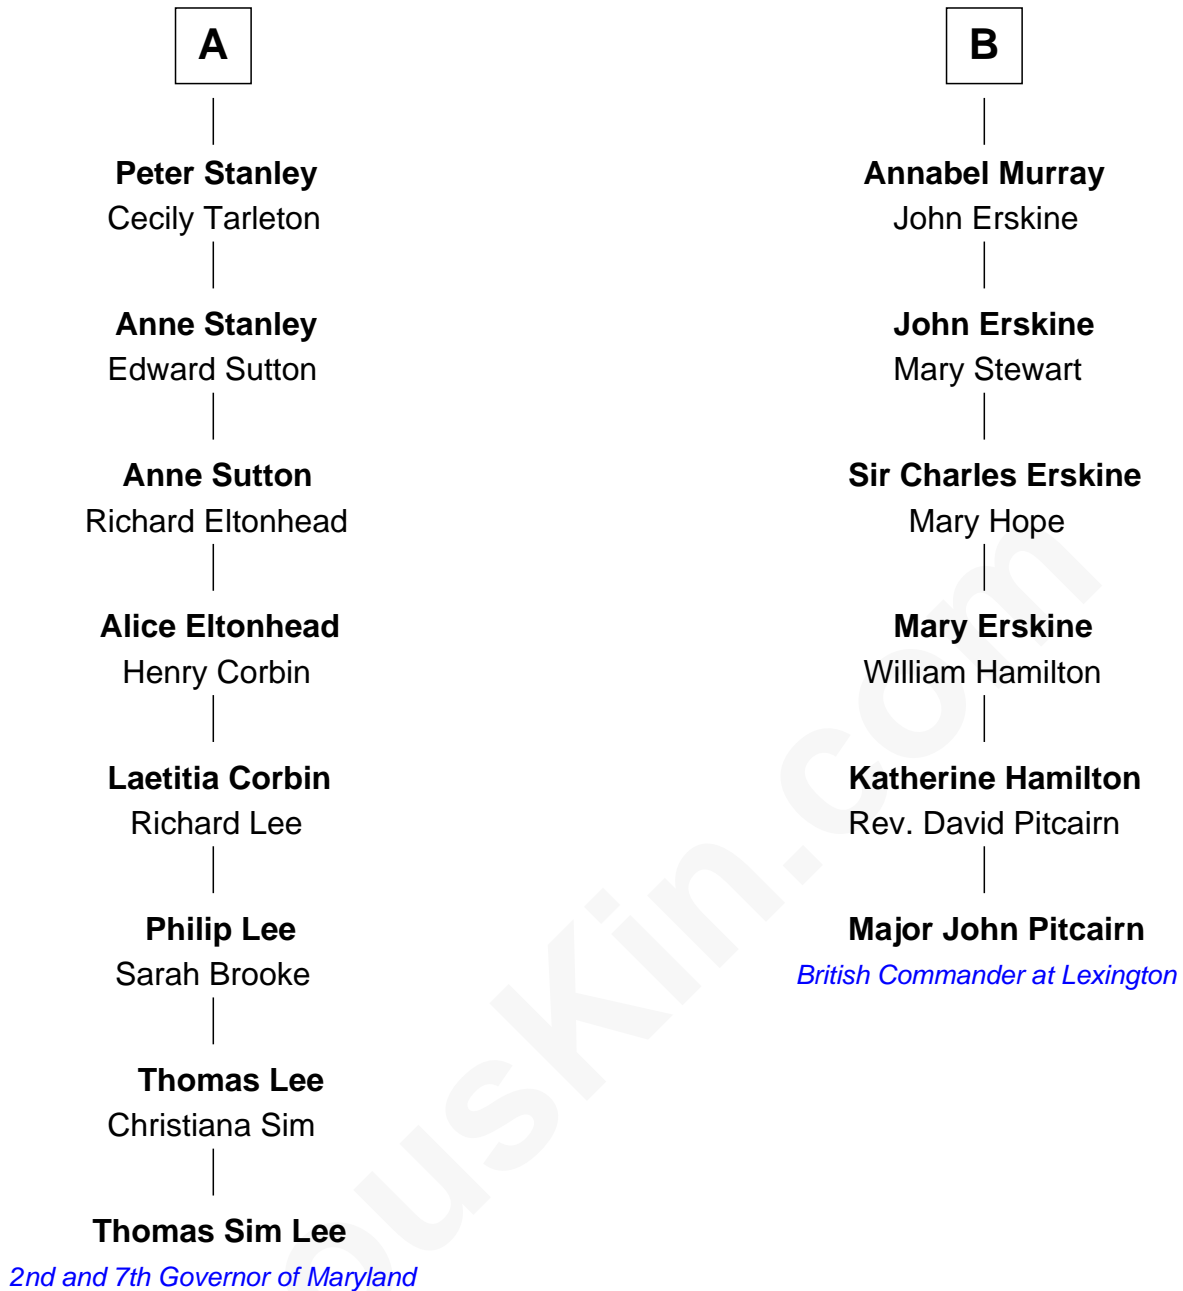 A
Peter Stanley
Cecily Tarleton
Anne Stanley
Edward Sutton
Anne Sutton
Richard Eltonhead
Alice Eltonhead
Henry Corbin
Laetitia Corbin
Richard Lee
Philip Lee
Sarah Brooke
Thomas Lee
Christiana Sim
Thomas Sim Lee
2nd and 7th Governor of Maryland
B
Annabel Murray
John Erskine
John Erskine
Mary Stewart
Sir Charles Erskine
Mary Hope
Mary Erskine
William Hamilton
Katherine Hamilton
Rev. David Pitcairn
Major John Pitcairn
British Commander at Lexington
ousKin.com